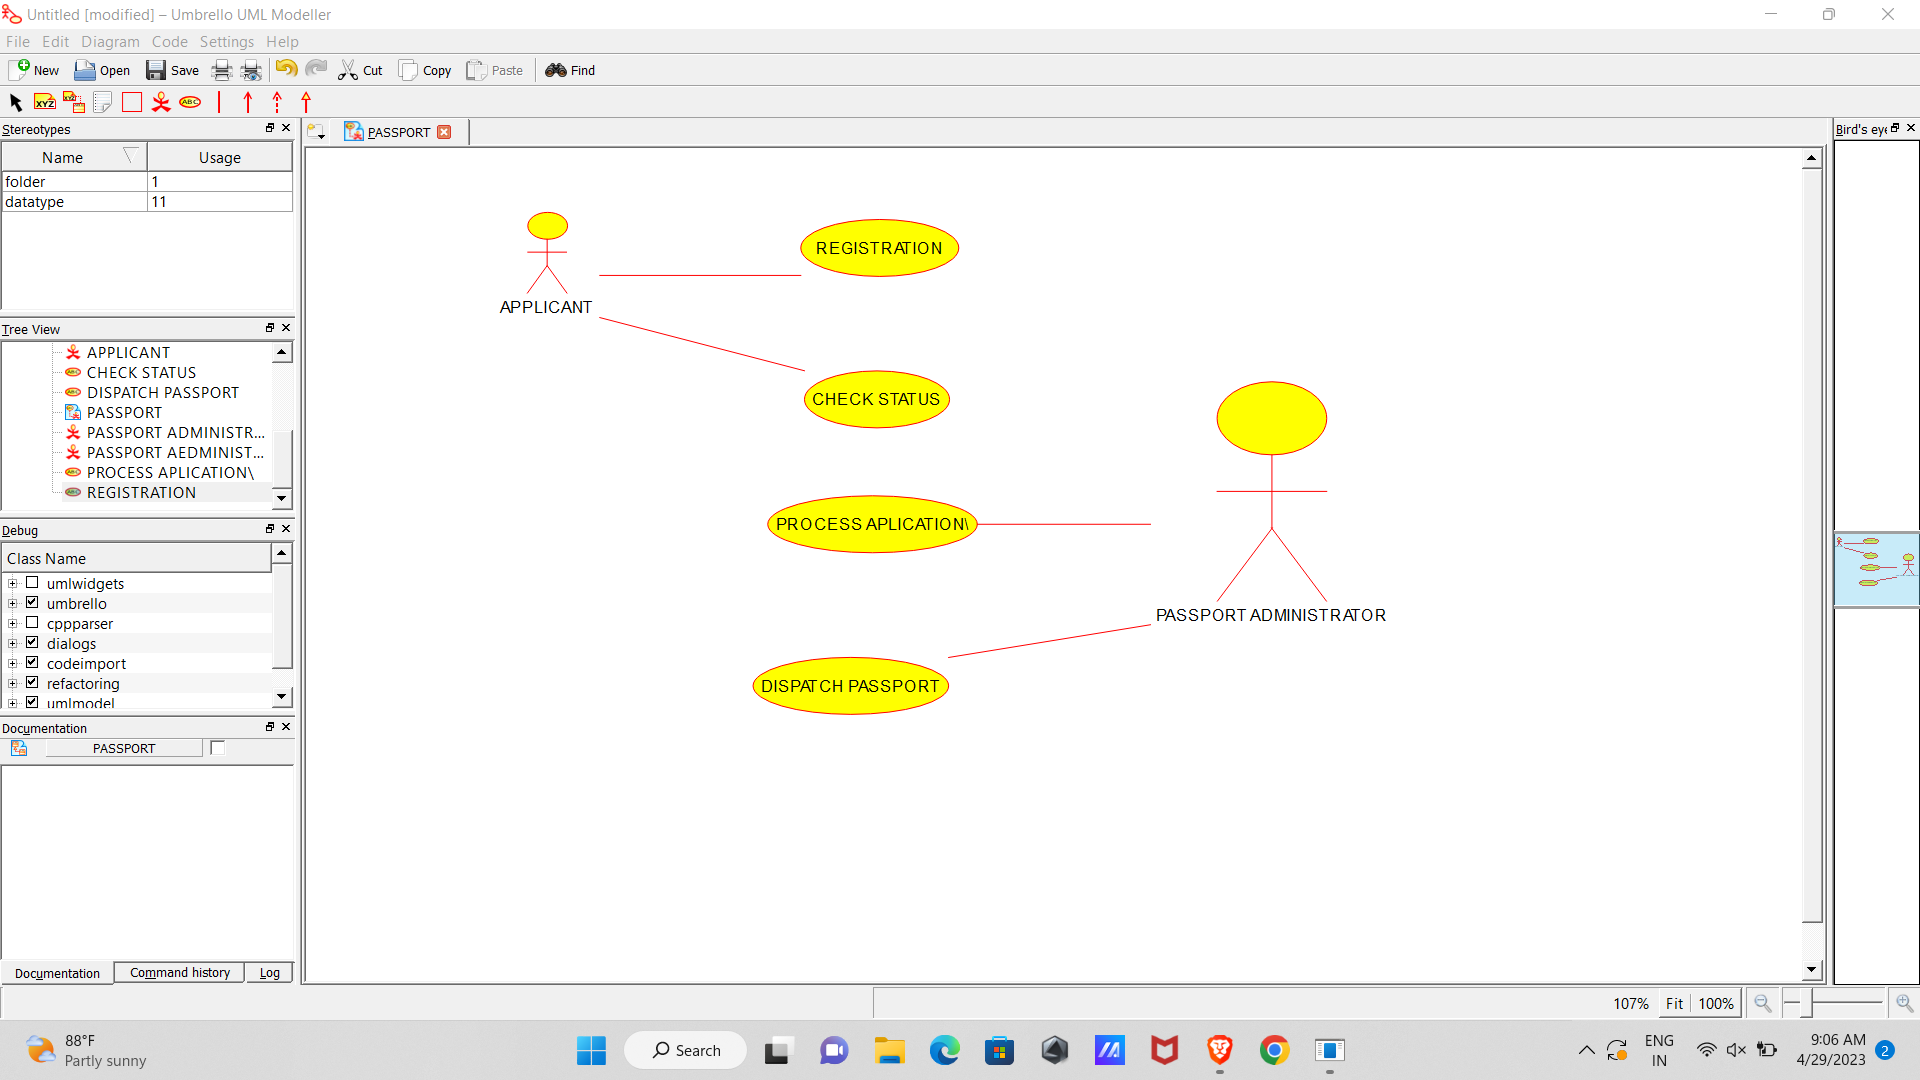 Untitled [modified] – Umbrello UML Modeller
File Edit Diagram Code Settings Help
New Open Save Cut Copy Paste Find
XYZ XYZ ABC
Stereotypes
Name Usage
folder 1
datatype 11
Tree View
APPLICANT
CHECK STATUS
DISPATCH PASSPORT
PASSPORT
PASSPORT ADMINISTR...
PASSPORT AEDMINIST...
PROCESS APLICATION\
REGISTRATION
Debug
Class Name
umlwidgets
umbrello
cppparser
dialogs
codeimport
refactoring
umlmodel
Documentation
PASSPORT
Documentation Command history Log
PASSPORT
REGISTRATION
APPLICANT
CHECK STATUS
PROCESS APLICATION\
PASSPORT ADMINISTRATOR
DISPATCH PASSPORT
Bird's eye
107% Fit 100%
88°F
Partly sunny
Search
ENG
IN
9:06 AM
4/29/2023
2